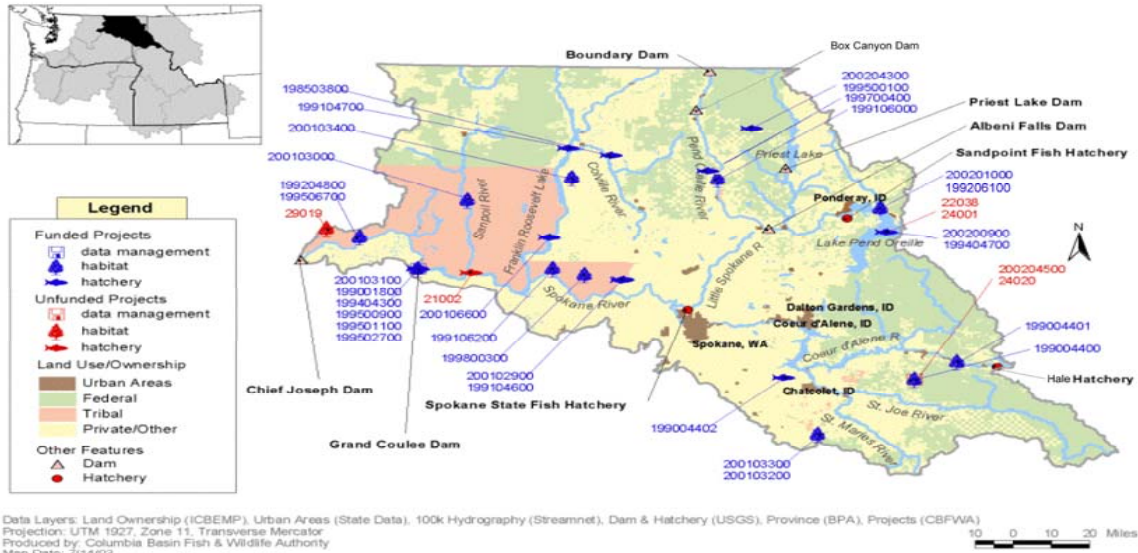 Boundary Dam
Box Canyon Dam
198503800
199104700
200103400
200103000
199204800
199506700
29019
200204300
199500100
199700400
199106000
Priest Lake Dam
Albeni Falls Dam
Sandpoint Fish Hatchery
Priest Lake
Ponderay, ID
200201000
199206100
22038
24001
200200900
199404700
Lake Pend Oreille
N
Pend Oreille River
Colville River
Franklin Roosevelt Lake
Sanpoil River
Little Spokane R
Spokane River
200204500
24020
Dalton Gardens, ID
Coeur d'Alene, ID
Spokane, WA
Coeur d'Alene R
199004401
199004400
Hale Hatchery
Chatcolet, ID
St. Joe River
St. Maries River
200103100
199001800
199404300
199500900
199501100
199502700
21002
200106600
199106200
199800300
200102900
199104600
Chief Joseph Dam
Spokane State Fish Hatchery
Grand Coulee Dam
199004402
200103300
200103200
Legend
Funded Projects
data management
habitat
hatchery
Unfunded Projects
data management
habitat
hatchery
Land Use/Ownership
Urban Areas
Federal
Tribal
Private/Other
Other Features
Dam
Hatchery
Data Layers: Land Ownership (ICBEMP), Urban Areas (State Data), 100k Hydrography (Streamnet), Dam & Hatchery (USGS), Province (BPA), Projects (CBFWA)
Projection: UTM 1927, Zone 11, Transverse Mercator
Produced by: Columbia Basin Fish & Wildlife Authority
Map Date:
10 0 10 20 Miles